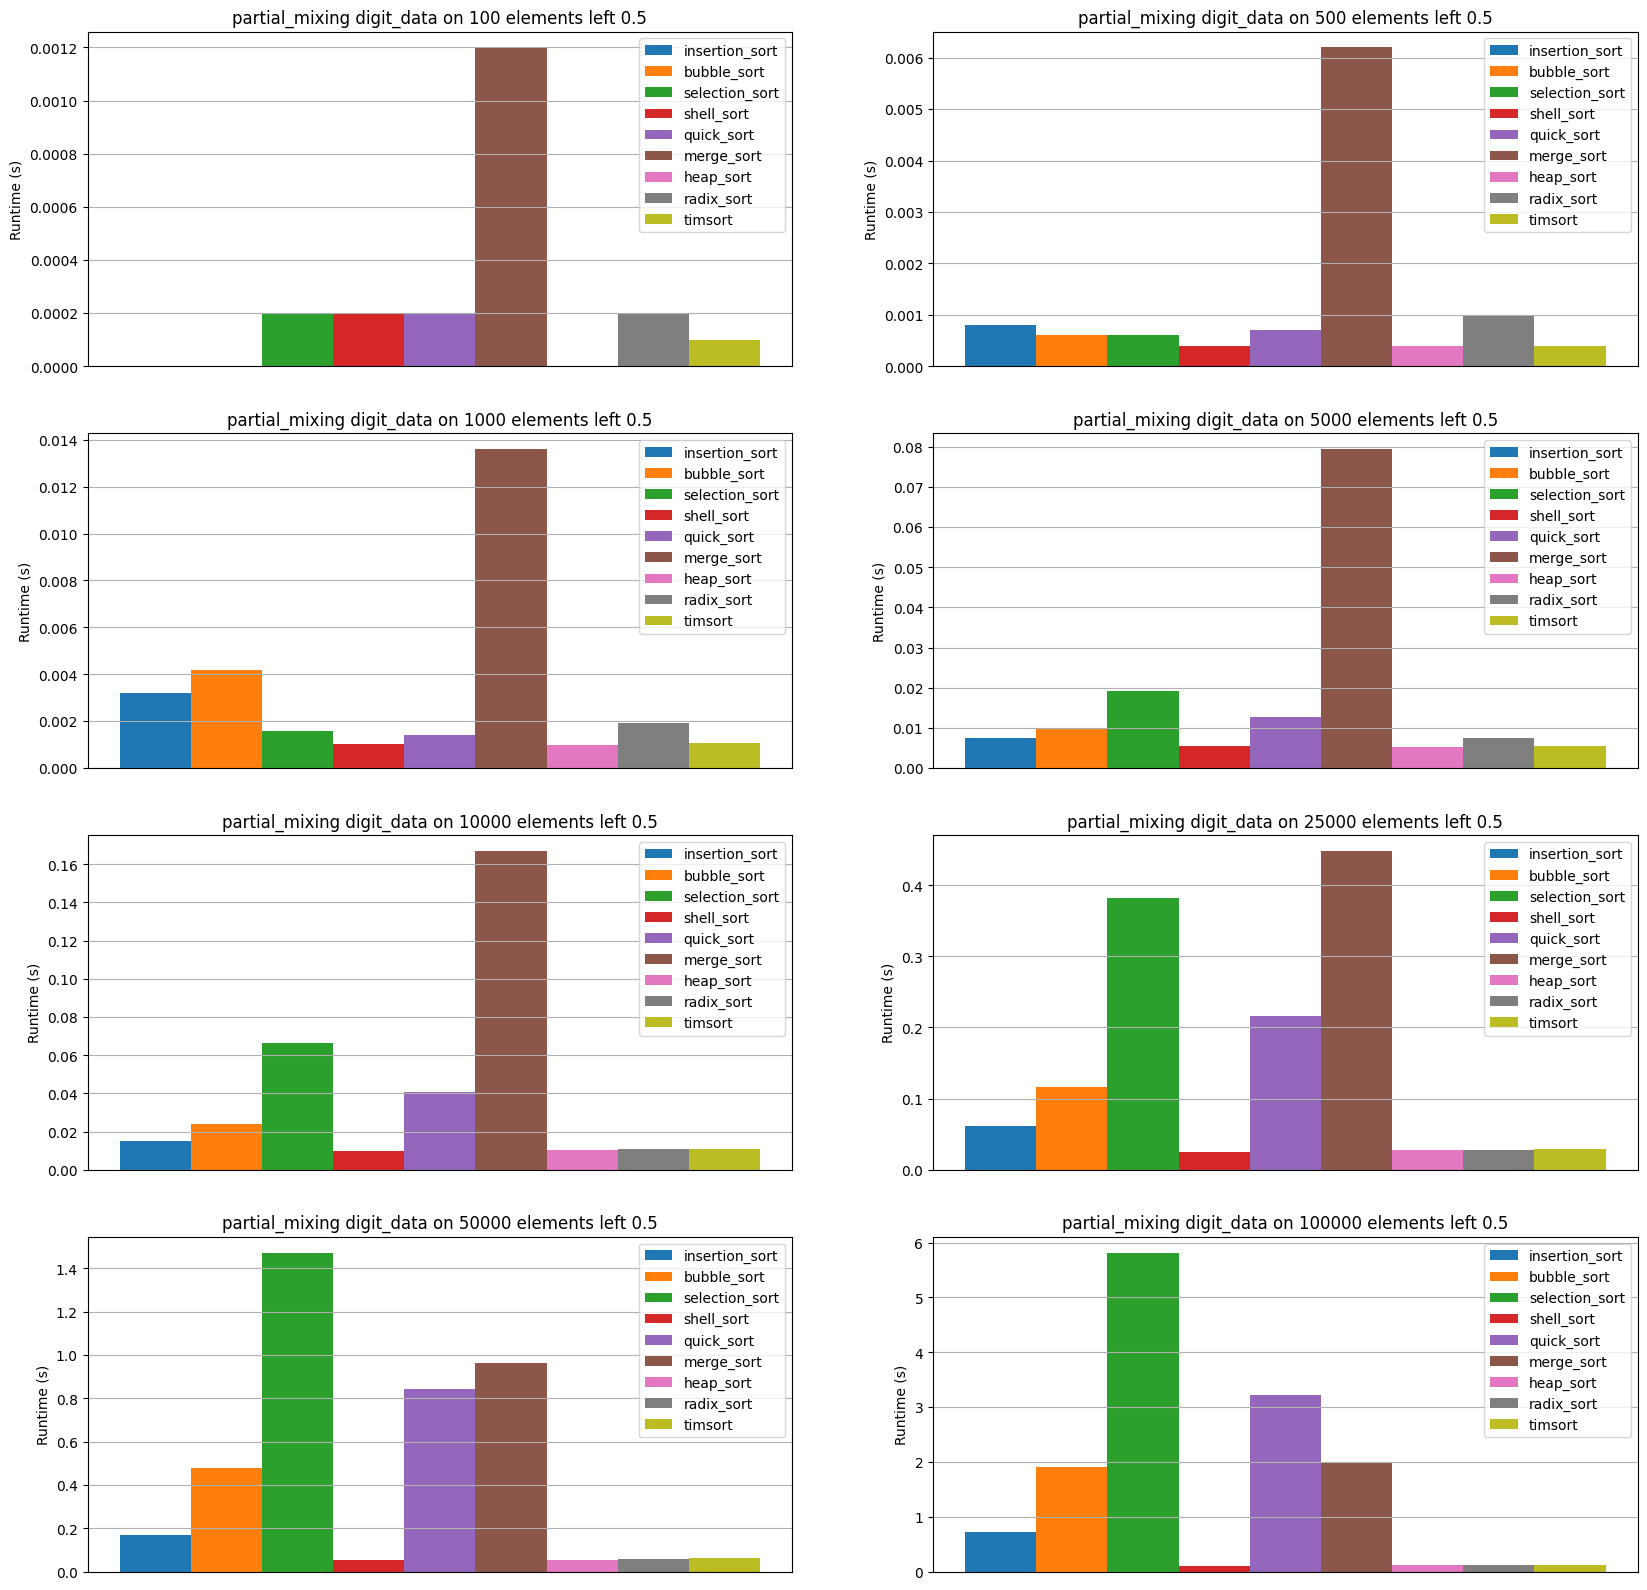 partial_mixing digit_data on 100 elements left 0.5
Runtime (s)
0.0012
0.0010
0.0008
0.0006
0.0004
0.0002
0.0000
insertion_sort
bubble_sort
selection_sort
shell_sort
quick_sort
merge_sort
heap_sort
radix_sort
timsort
partial_mixing digit_data on 500 elements left 0.5
Runtime (s)
0.006
0.005
0.004
0.003
0.002
0.001
0.000
insertion_sort
bubble_sort
selection_sort
shell_sort
quick_sort
merge_sort
heap_sort
radix_sort
timsort
partial_mixing digit_data on 1000 elements left 0.5
Runtime (s)
0.014
0.012
0.010
0.008
0.006
0.004
0.002
0.000
insertion_sort
bubble_sort
selection_sort
shell_sort
quick_sort
merge_sort
heap_sort
radix_sort
timsort
partial_mixing digit_data on 5000 elements left 0.5
Runtime (s)
0.08
0.07
0.06
0.05
0.04
0.03
0.02
0.01
0.00
insertion_sort
bubble_sort
selection_sort
shell_sort
quick_sort
merge_sort
heap_sort
radix_sort
timsort
partial_mixing digit_data on 10000 elements left 0.5
Runtime (s)
0.16
0.14
0.12
0.10
0.08
0.06
0.04
0.02
0.00
insertion_sort
bubble_sort
selection_sort
shell_sort
quick_sort
merge_sort
heap_sort
radix_sort
timsort
partial_mixing digit_data on 25000 elements left 0.5
Runtime (s)
0.4
0.3
0.2
0.1
0.0
insertion_sort
bubble_sort
selection_sort
shell_sort
quick_sort
merge_sort
heap_sort
radix_sort
timsort
partial_mixing digit_data on 50000 elements left 0.5
Runtime (s)
1.4
1.2
1.0
0.8
0.6
0.4
0.2
0.0
insertion_sort
bubble_sort
selection_sort
shell_sort
quick_sort
merge_sort
heap_sort
radix_sort
timsort
partial_mixing digit_data on 100000 elements left 0.5
Runtime (s)
6
5
4
3
2
1
0
insertion_sort
bubble_sort
selection_sort
shell_sort
quick_sort
merge_sort
heap_sort
radix_sort
timsort